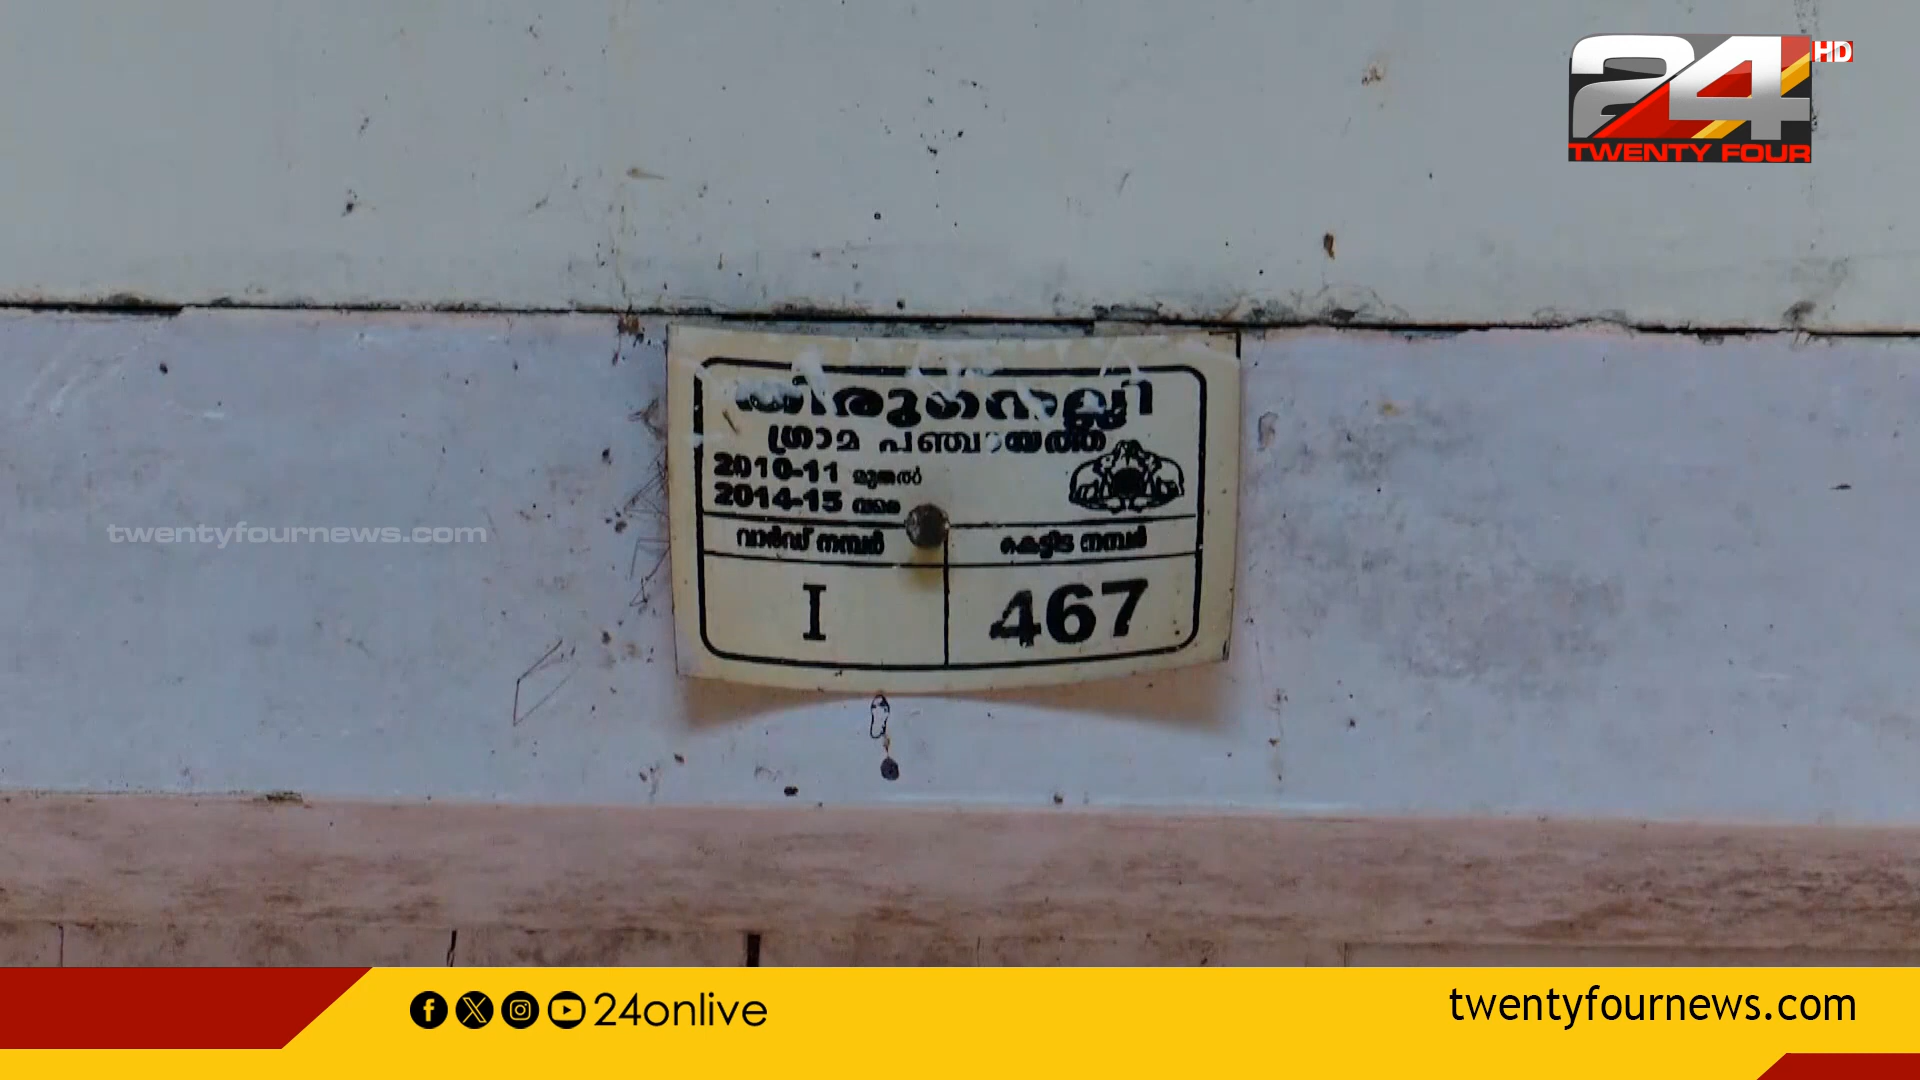 24 HD
TWENTY FOUR
തിരുനെല്ലി
ഗ്രാമ പഞ്ചായത്ത്
2010-11 മുതൽ
2014-15 വരെ
വാർഡ് നമ്പർ
കെട്ടിട നമ്പർ
I
467
twentyfournews.com
24onlive
twentyfournews.com